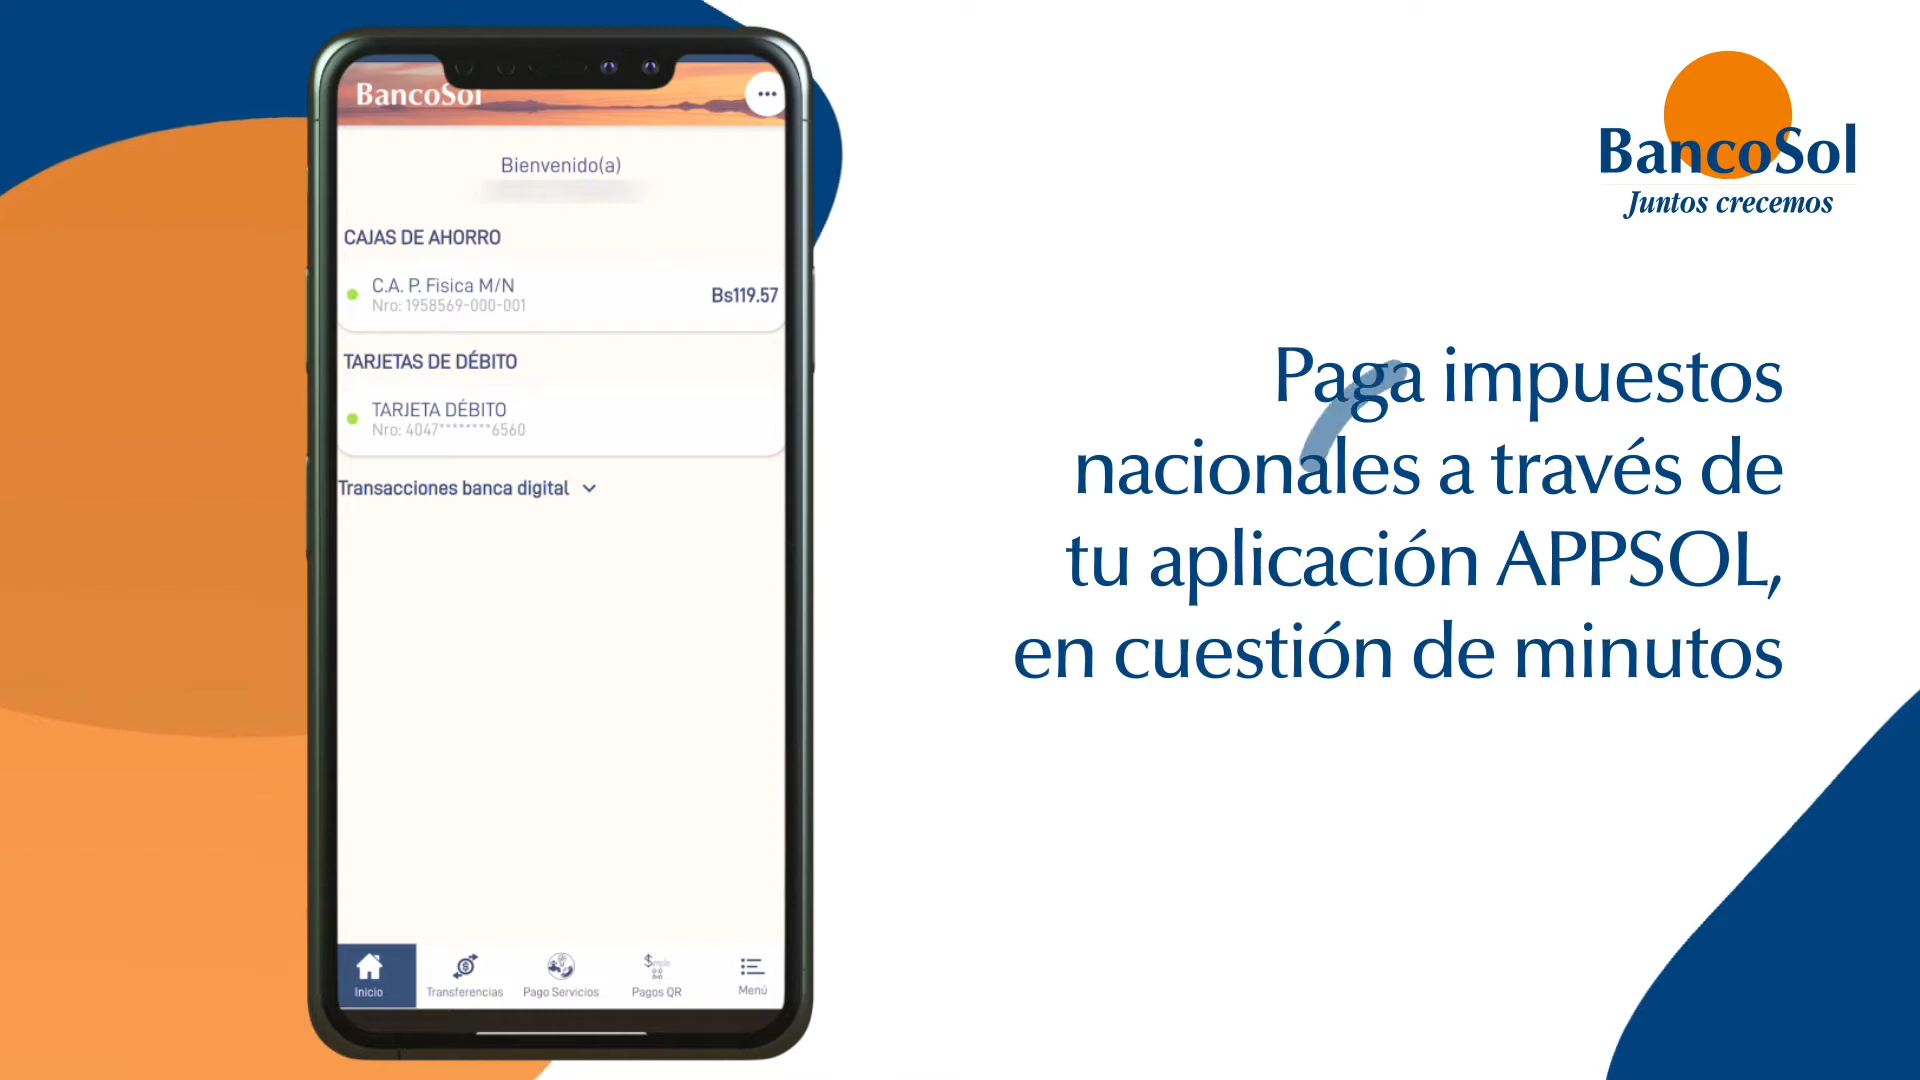 BancoSol
Bienvenido(a)
CAJAS DE AHORRO
C.A. P. Fisica M/N
Nro: 1958569-000-001
Bs119.57
TARJETAS DE DÉBITO
TARJETA DÉBITO
Nro: 4047********6560
Transacciones banca digital
Inicio
Transferencias
Pago Servicios
Simple
Pagos QR
Menú
BancoSol
Juntos crecemos
Paga impuestos
nacionales a través de
tu aplicación APPSOL,
en cuestión de minutos